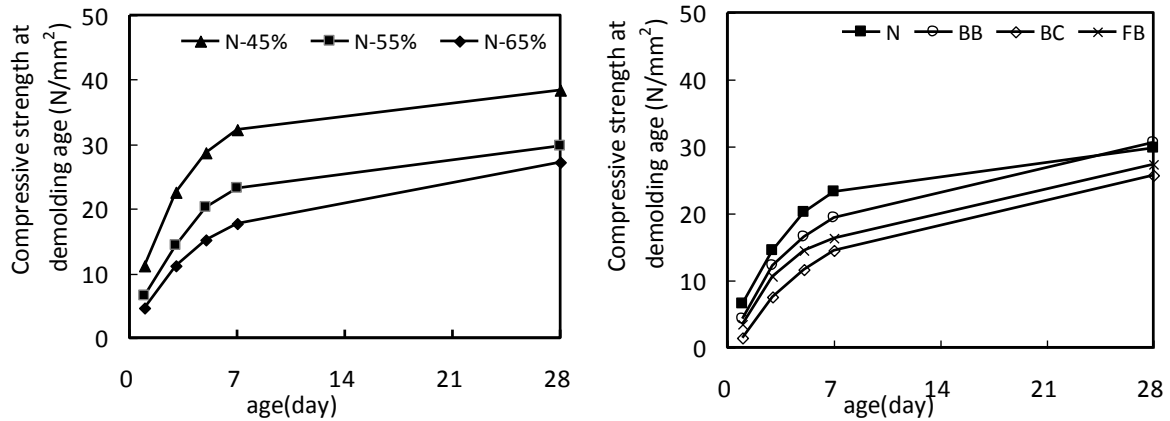 Compressive strength at
demolding age (N/mm²)
50
40
30
20
10
0
N-45% N-55% N-65%
0 7 14 21 28
age(day)
Compressive strength at
demolding age (N/mm²)
50
40
30
20
10
0
N BB BC FB
0 7 14 21 28
age(day)